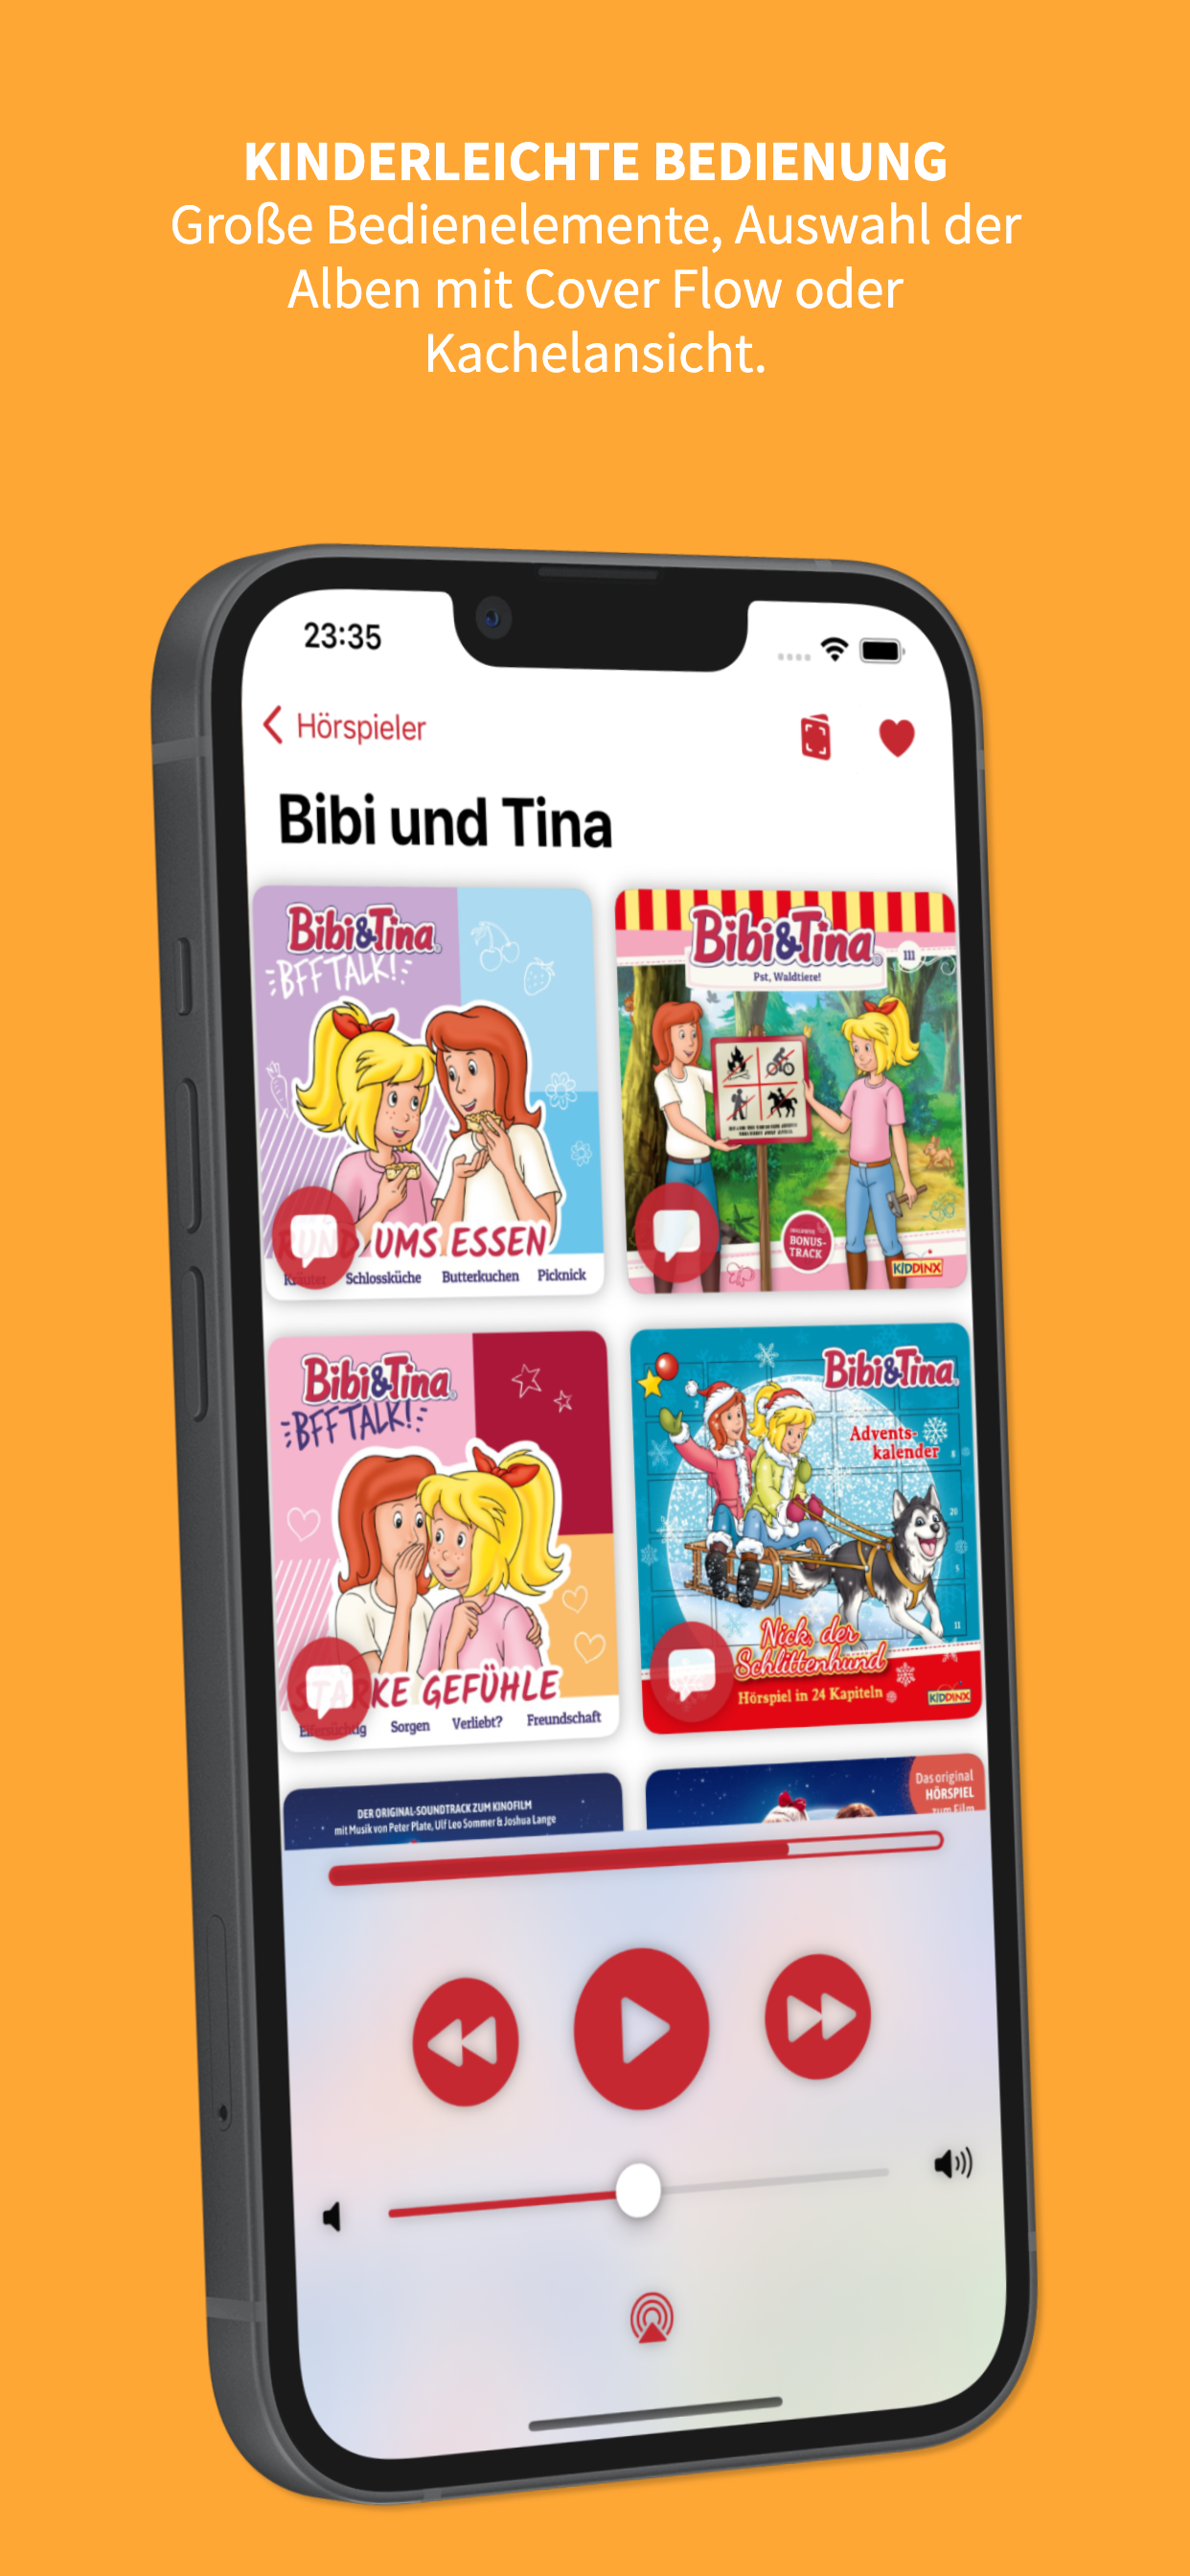 KINDERLEICHTE BEDIENUNG
Große Bedienelemente, Auswahl der
Alben mit Cover Flow oder
Kachelansicht.
23:35
Hörspieler
Bibi und Tina
Bibi&Tina
BFF TALK!
RUND UMS ESSEN
Kräuter Schlossküche Butterkuchen Picknick
Bibi&Tina
111
Pst, Waldtiere!
BONUS-
TRACK
KIDDINX
Bibi&Tina
BFF TALK!
STARKE GEFÜHLE
Eifersüchtig Sorgen Verliebt? Freundschaft
Bibi&Tina
Advents-
kalender
Nick, der
Schlittenhund
Hörspiel in 24 Kapiteln
KIDDINX
DER ORIGINAL-SOUNDTRACK ZUM KINOFILM
mit Musik von Peter Plate, Ulf Leo Sommer & Joshua Lange
Das original
HÖRSPIEL
zum Film